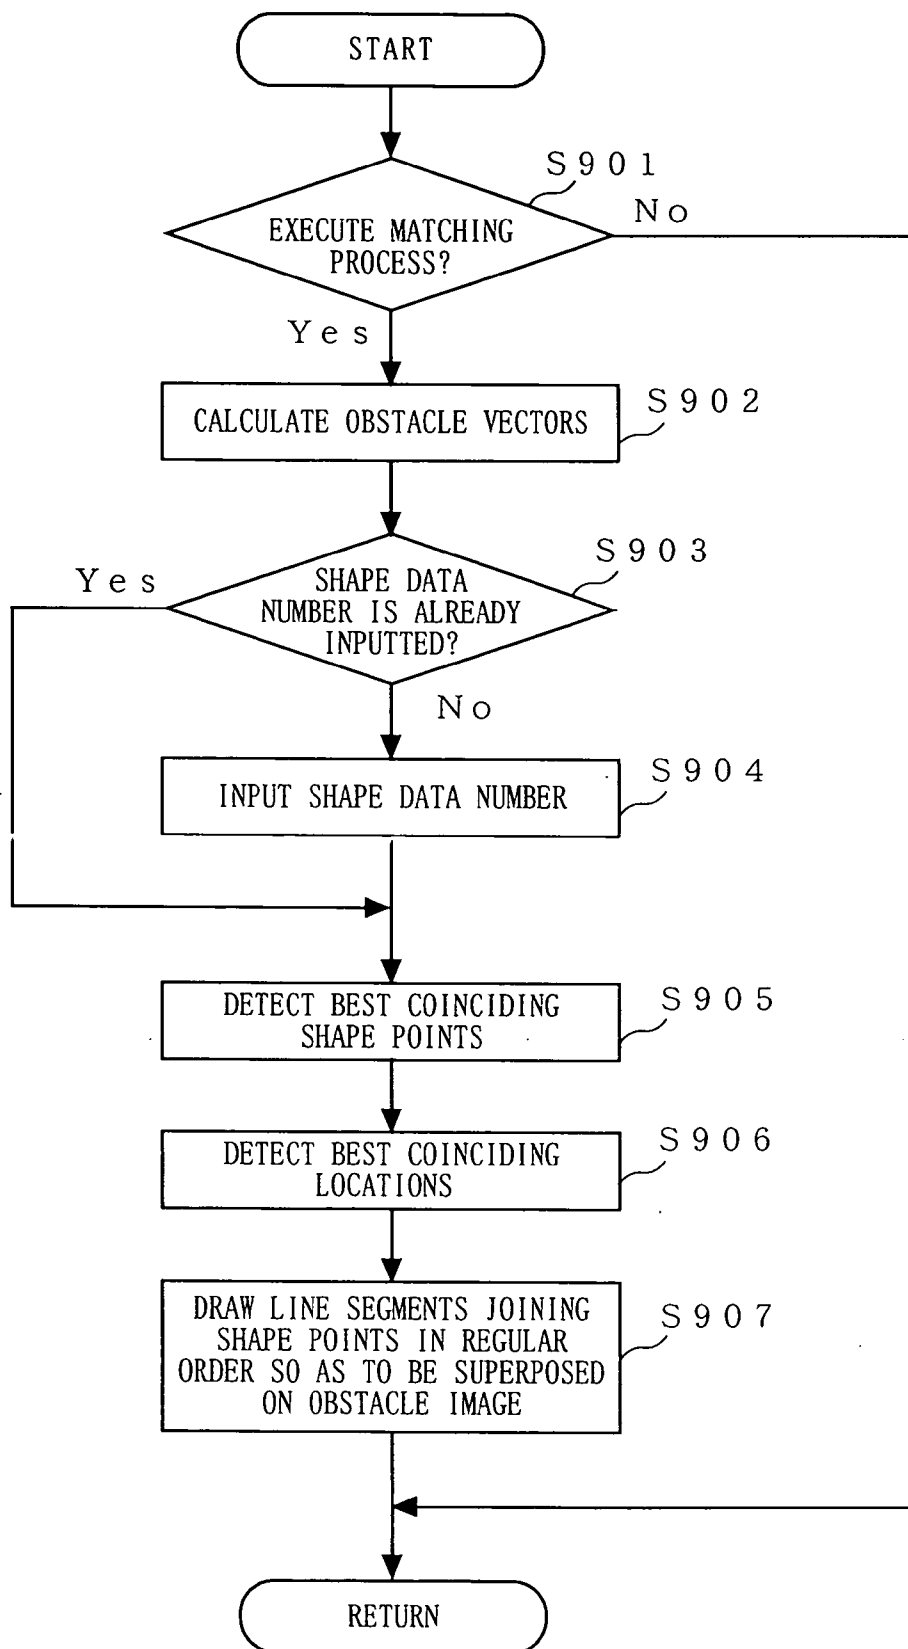 START
S901
No
EXECUTE MATCHING
PROCESS?
Yes
S902
CALCULATE OBSTACLE VECTORS
S903
Yes
SHAPE DATA
NUMBER IS ALREADY
INPUTTED?
No
S904
INPUT SHAPE DATA NUMBER
S905
DETECT BEST COINCIDING
SHAPE POINTS
S906
DETECT BEST COINCIDING
LOCATIONS
S907
DRAW LINE SEGMENTS JOINING
SHAPE POINTS IN REGULAR
ORDER SO AS TO BE SUPERPOSED
ON OBSTACLE IMAGE
RETURN